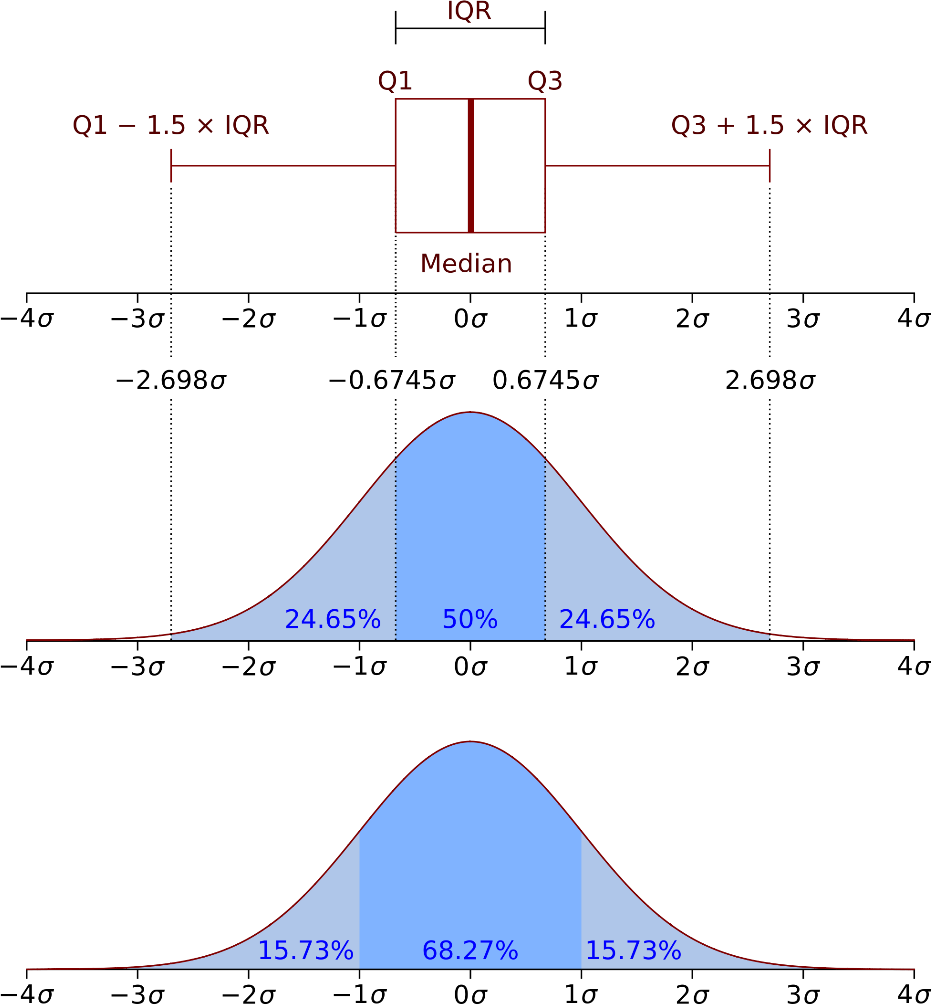 IQR
Q1 Q3
Q1 − 1.5 × IQR Q3 + 1.5 × IQR
Median
−4σ −3σ −2σ −1σ 0σ 1σ 2σ 3σ 4σ
−2.698σ −0.6745σ 0.6745σ 2.698σ
24.65% 50% 24.65%
−4σ −3σ −2σ −1σ 0σ 1σ 2σ 3σ 4σ
15.73% 68.27% 15.73%
−4σ −3σ −2σ −1σ 0σ 1σ 2σ 3σ 4σ